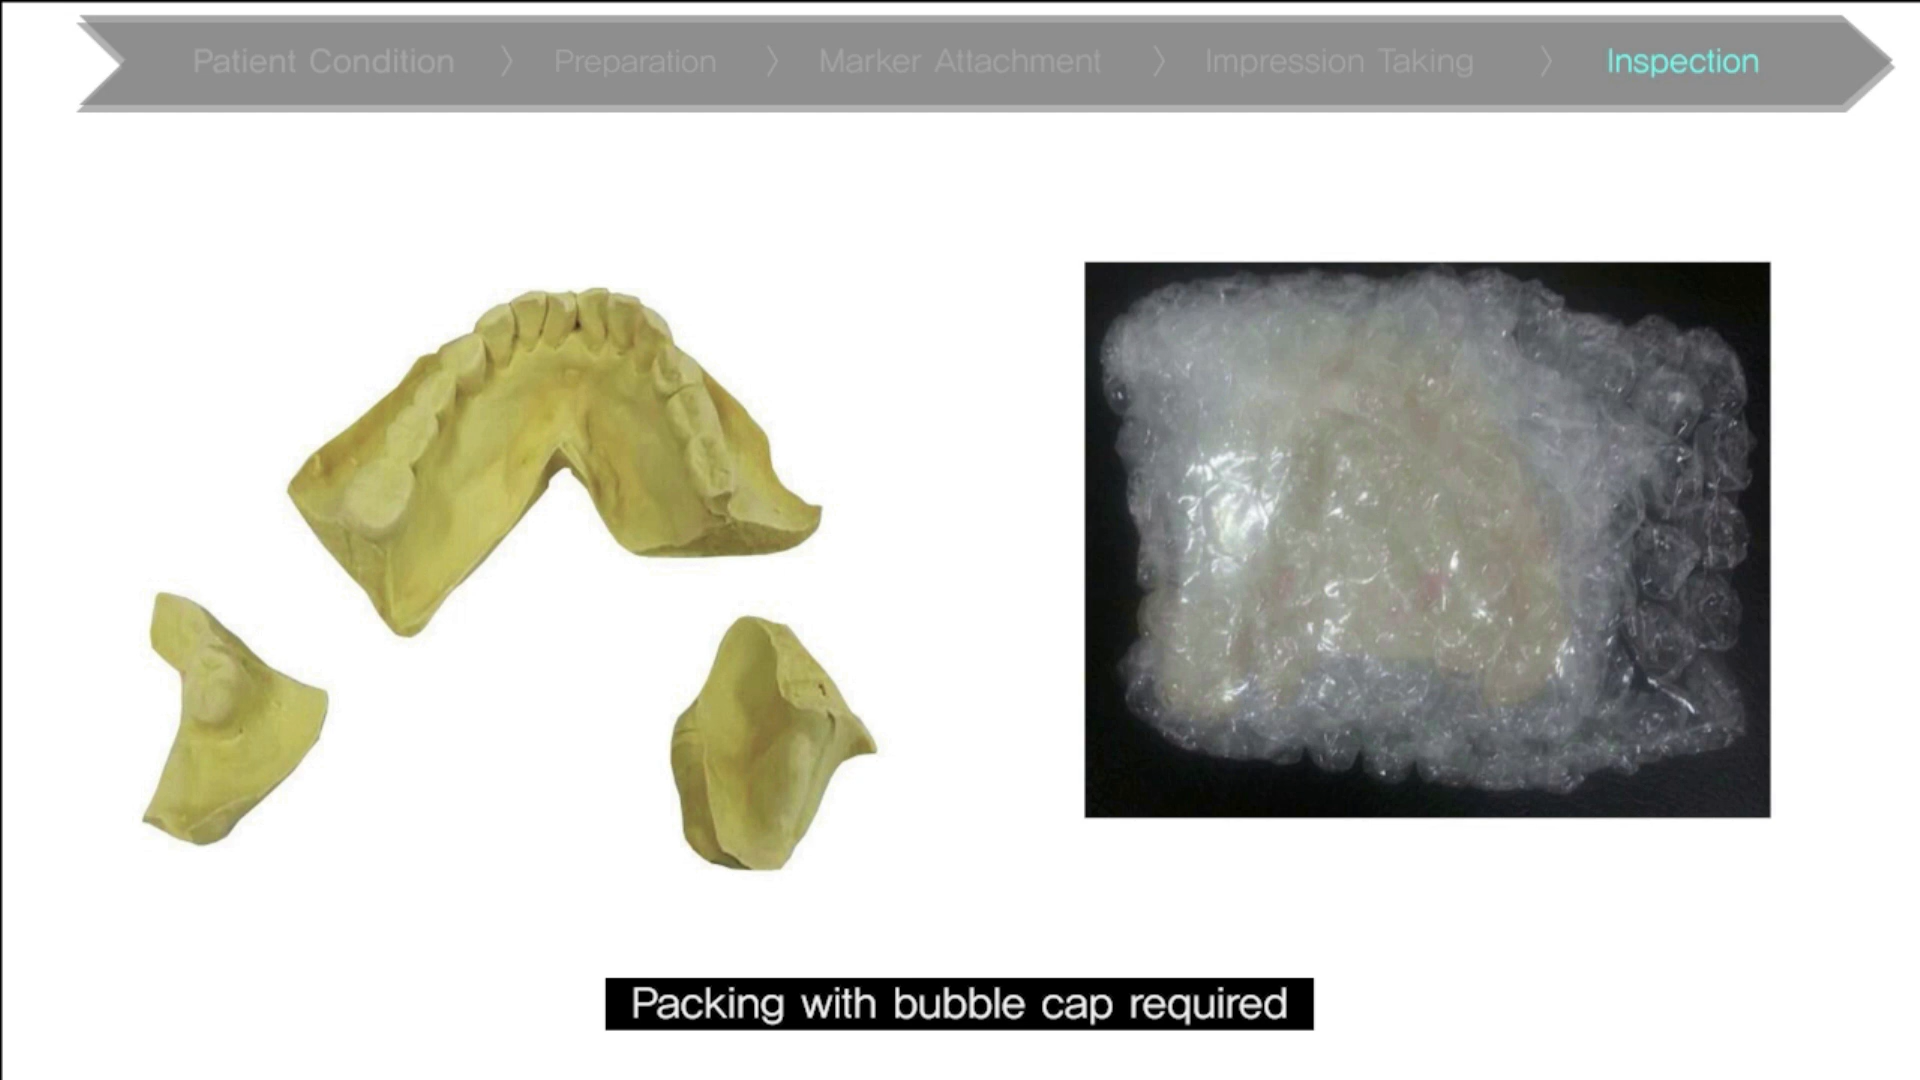 Patient Condition > Preparation > Marker Attachment > Impression Taking > Inspection
Packing with bubble cap required